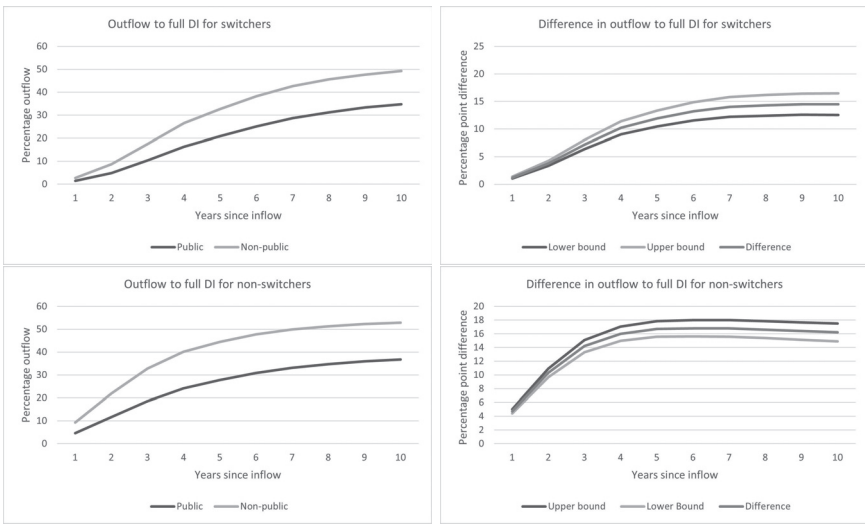 Outflow to full DI for switchers
60
50
40
30
20
10
0
Percentage outflow
1 2 3 4 5 6 7 8 9 10
Years since inflow
Public Non-public
Difference in outflow to full DI for switchers
25
20
15
10
5
0
Percentage point difference
1 2 3 4 5 6 7 8 9 10
Years since inflow
Lower bound Upper bound Difference
Outflow to full DI for non-switchers
60
50
40
30
20
10
0
Percentage outflow
1 2 3 4 5 6 7 8 9 10
Years since inflow
Public Non-public
Difference in outflow to full DI for non-switchers
20
18
16
14
12
10
8
6
4
2
0
Percentage point difference
1 2 3 4 5 6 7 8 9 10
Years since inflow
Upper bound Lower Bound Difference